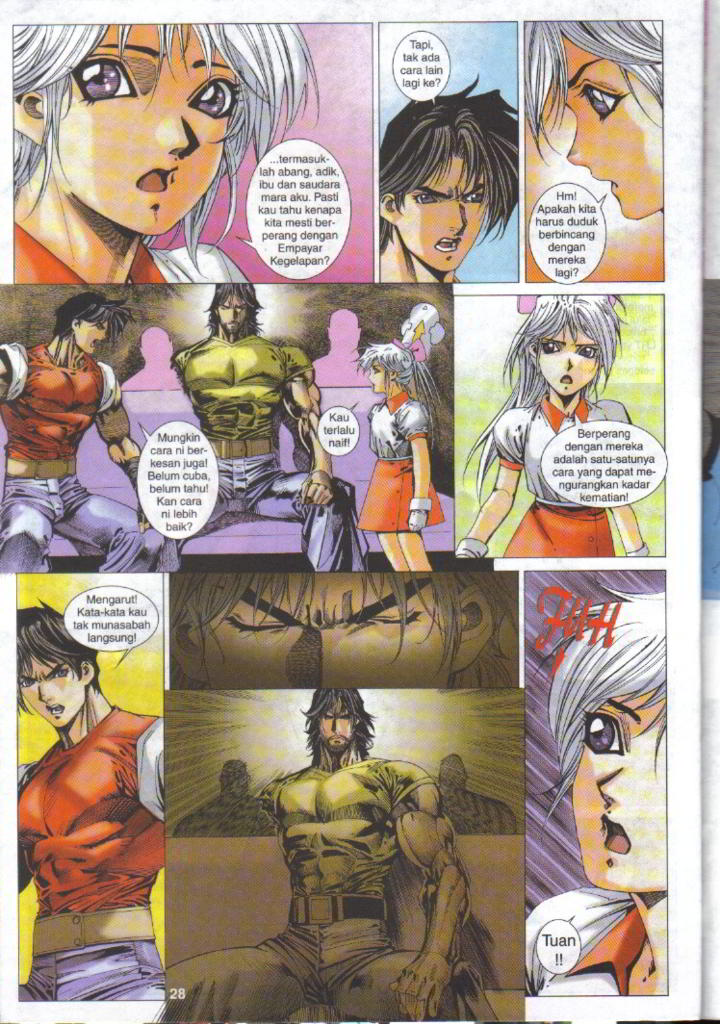 ...termasuk-
lah abang, adik,
ibu dan saudara
mara aku. Pasti
kau tahu kenapa
kita mesti ber-
perang dengan
Empayar
Kegelapan?
Tapi,
tak ada
cara lain
lagi ke?
Hm!
Apakah kita
harus duduk
berbincang
dengan
mereka
lagi?
Mungkin
cara ni ber-
kesan juga!
Belum cuba,
belum tahu!
Kan cara
ni lebih
baik?
Kau
terlalu
naif!
Berperang
dengan mereka
adalah satu-satunya
cara yang dapat me-
ngurangkan kadar
kematian!
Mengarut!
Kata-kata kau
tak munasabah
langsung!
Tuan
!!
28